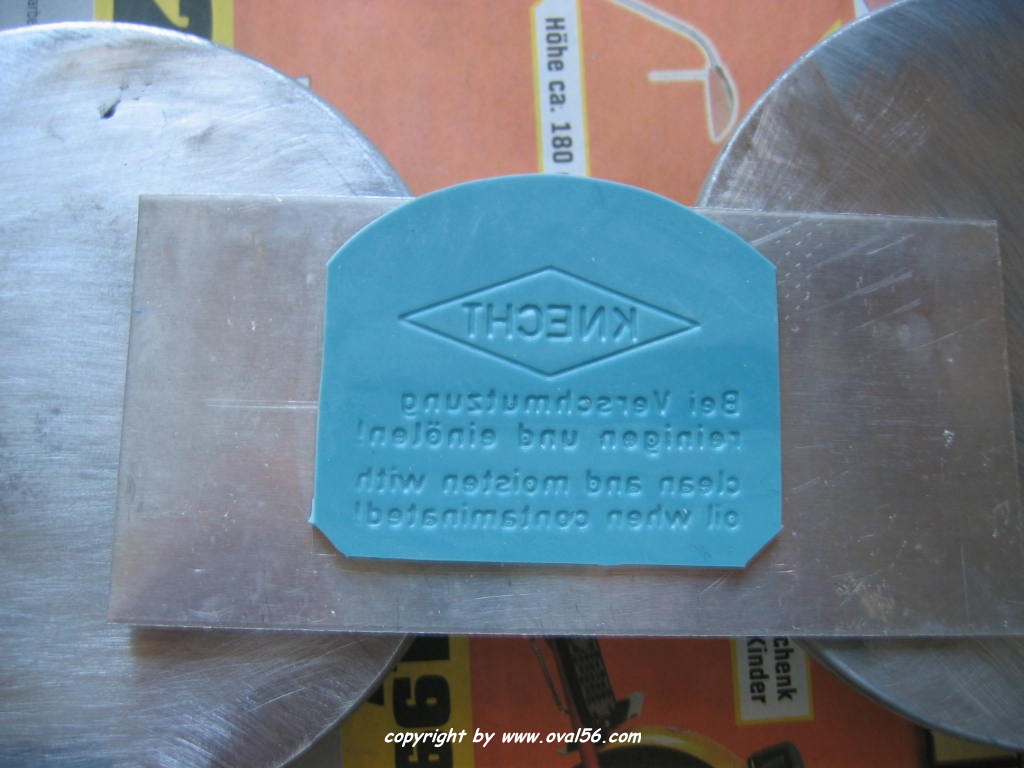 Höhe ca. 180
KNECHT
Bei Verschmutzung
reinigen und einölen!
clean and moisten with
oil when contaminated!
chenk
Kinder
copyright by www.oval56.com